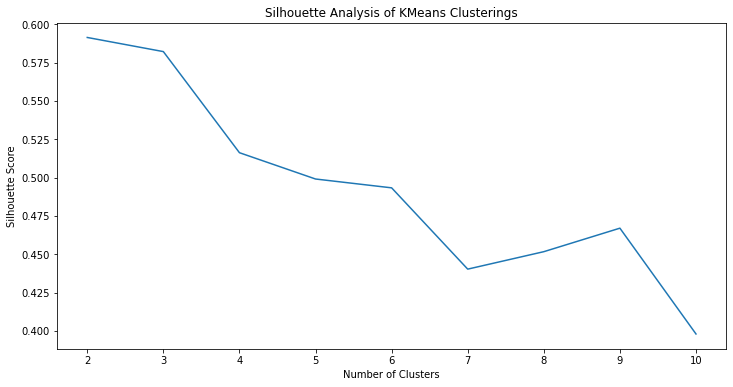 Silhouette Analysis of KMeans Clusterings
0.600
0.575
0.550
0.525
0.500
0.475
0.450
0.425
0.400
Silhouette Score
2 3 4 5 6 7 8 9 10
Number of Clusters